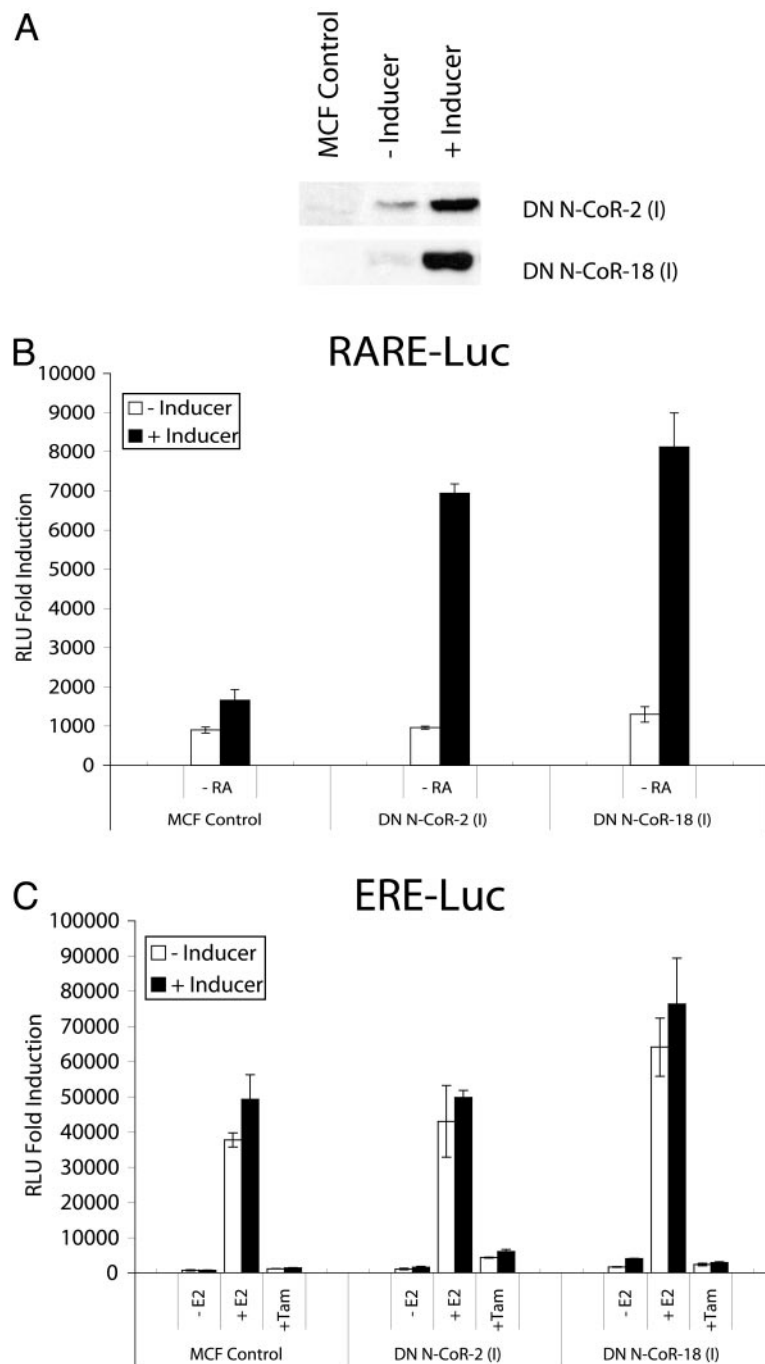 A
MCF Control
- Inducer
+ Inducer
DN N-CoR-2 (I)
DN N-CoR-18 (I)
B
RARE-Luc
10000
9000
8000
7000
6000
5000
4000
3000
2000
1000
0
RLU Fold Induction
- Inducer
+ Inducer
- RA
- RA
- RA
MCF Control
DN N-CoR-2 (I)
DN N-CoR-18 (I)
C
ERE-Luc
100000
90000
80000
70000
60000
50000
40000
30000
20000
10000
0
RLU Fold Induction
- Inducer
+ Inducer
- E2
+ E2
+Tam
- E2
+ E2
+Tam
- E2
+ E2
+Tam
MCF Control
DN N-CoR-2 (I)
DN N-CoR-18 (I)